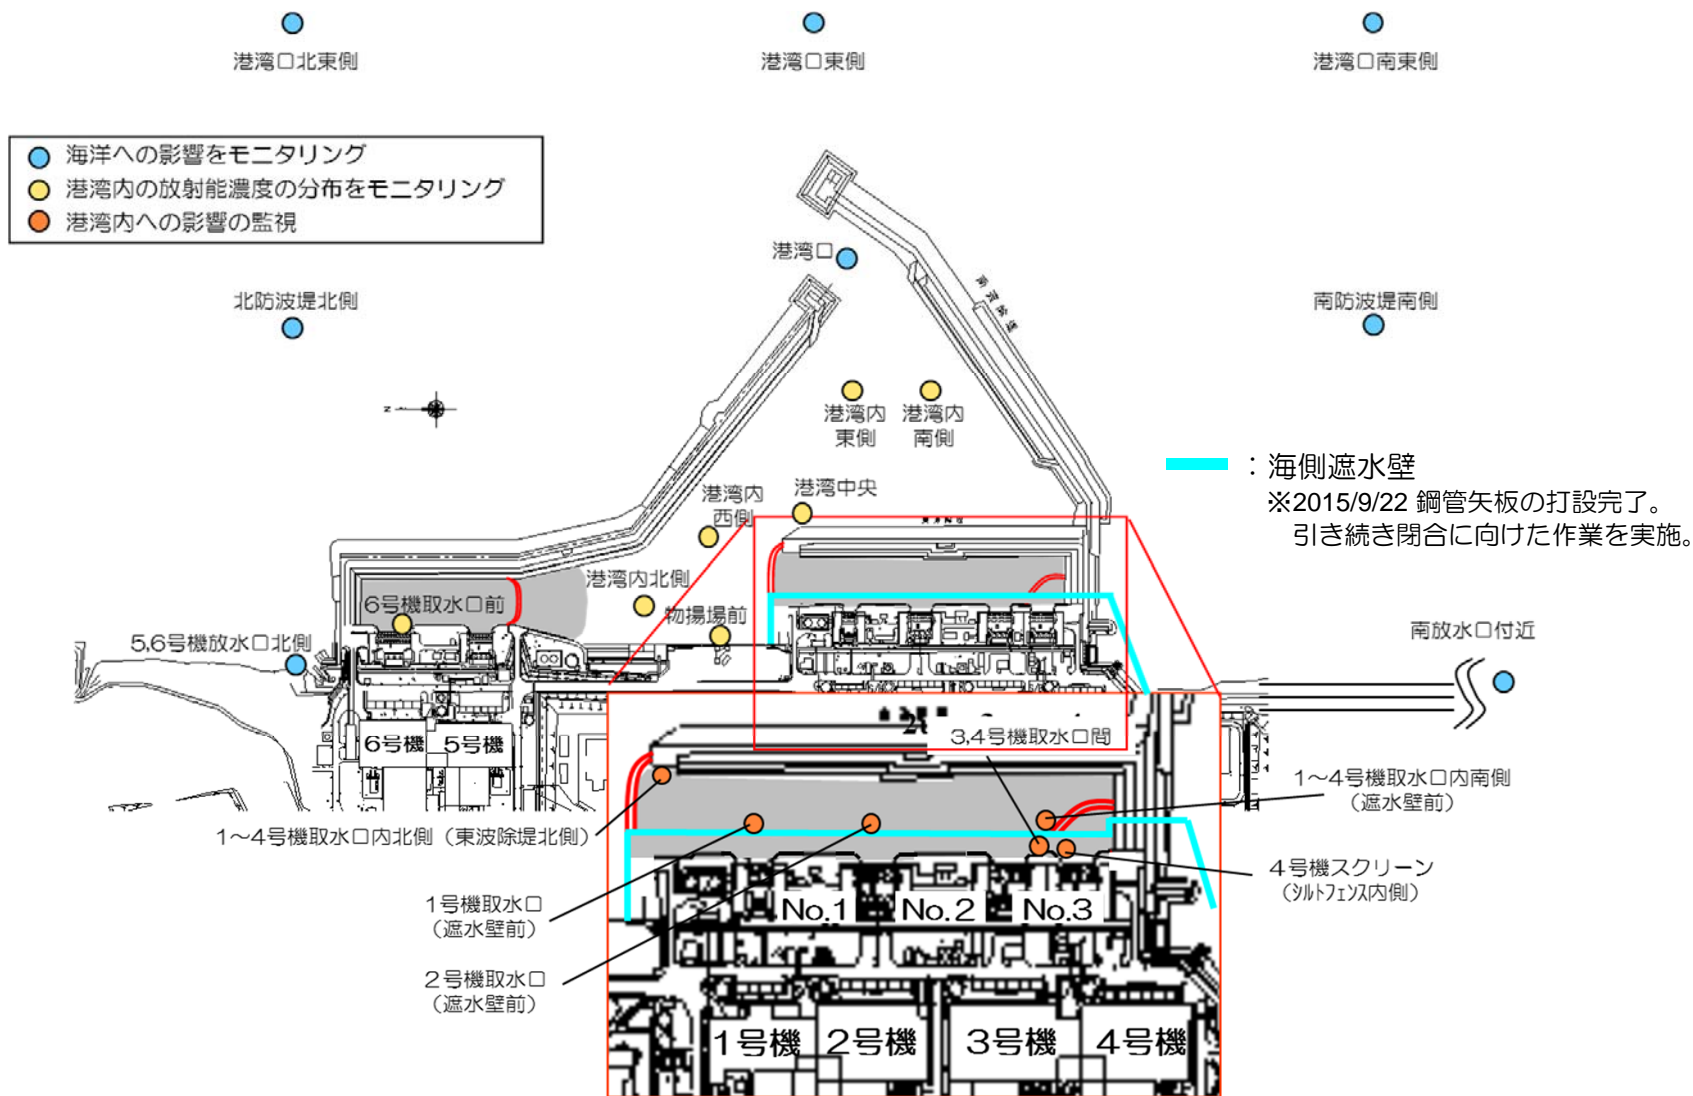 港湾口北東側
港湾口東側
港湾口南東側
海洋への影響をモニタリング
港湾内の放射能濃度の分布をモニタリング
港湾内への影響の監視
港湾口
北防波堤北側
南防波堤南側
N
港湾内
東側
港湾内
南側
：海側遮水壁
※2015/9/22 鋼管矢板の打設完了。
引き続き閉合に向けた作業を実施。
港湾内
西側
港湾中央
港湾内北側
6号機取水口前
物揚場前
5,6号機放水口北側
南放水口付近
6号機
5号機
3,4号機取水口間
1～4号機取水口内南側
（遮水壁前）
1～4号機取水口内北側（東波除堤北側）
4号機スクリーン
（ｼﾙﾄﾌｪﾝｽ内側）
1号機取水口
（遮水壁前）
No.1
No.2
No.3
2号機取水口
（遮水壁前）
1号機
2号機
3号機
4号機